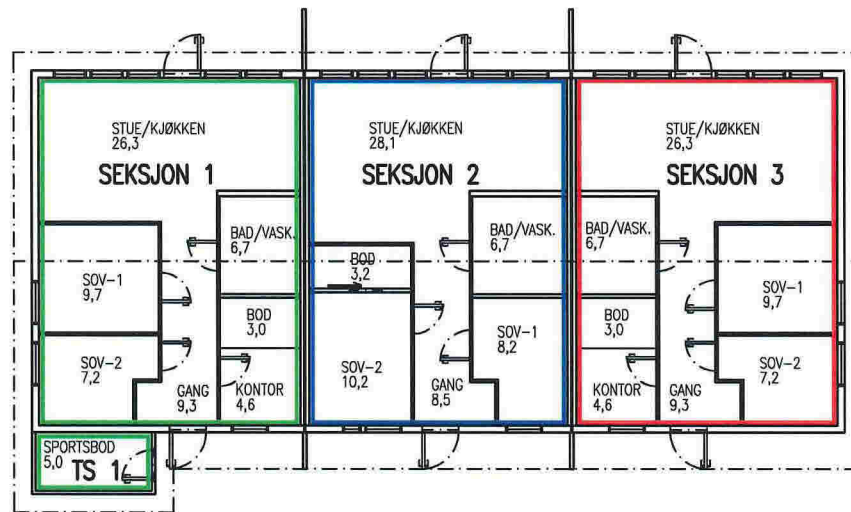 STUE/KJØKKEN
26,3
SEKSJON 1
BAD/VASK.
6,7
SOV-1
9,7
BOD
3,0
SOV-2
7,2
GANG
9,3
KONTOR
4,6
SPORTSBOD
5,0
TS 1
STUE/KJØKKEN
28,1
SEKSJON 2
BAD/VASK.
6,7
BOD
3,2
SOV-1
8,2
SOV-2
10,2
GANG
8,5
STUE/KJØKKEN
26,3
SEKSJON 3
BAD/VASK.
6,7
SOV-1
9,7
BOD
3,0
SOV-2
7,2
KONTOR
4,6
GANG
9,3